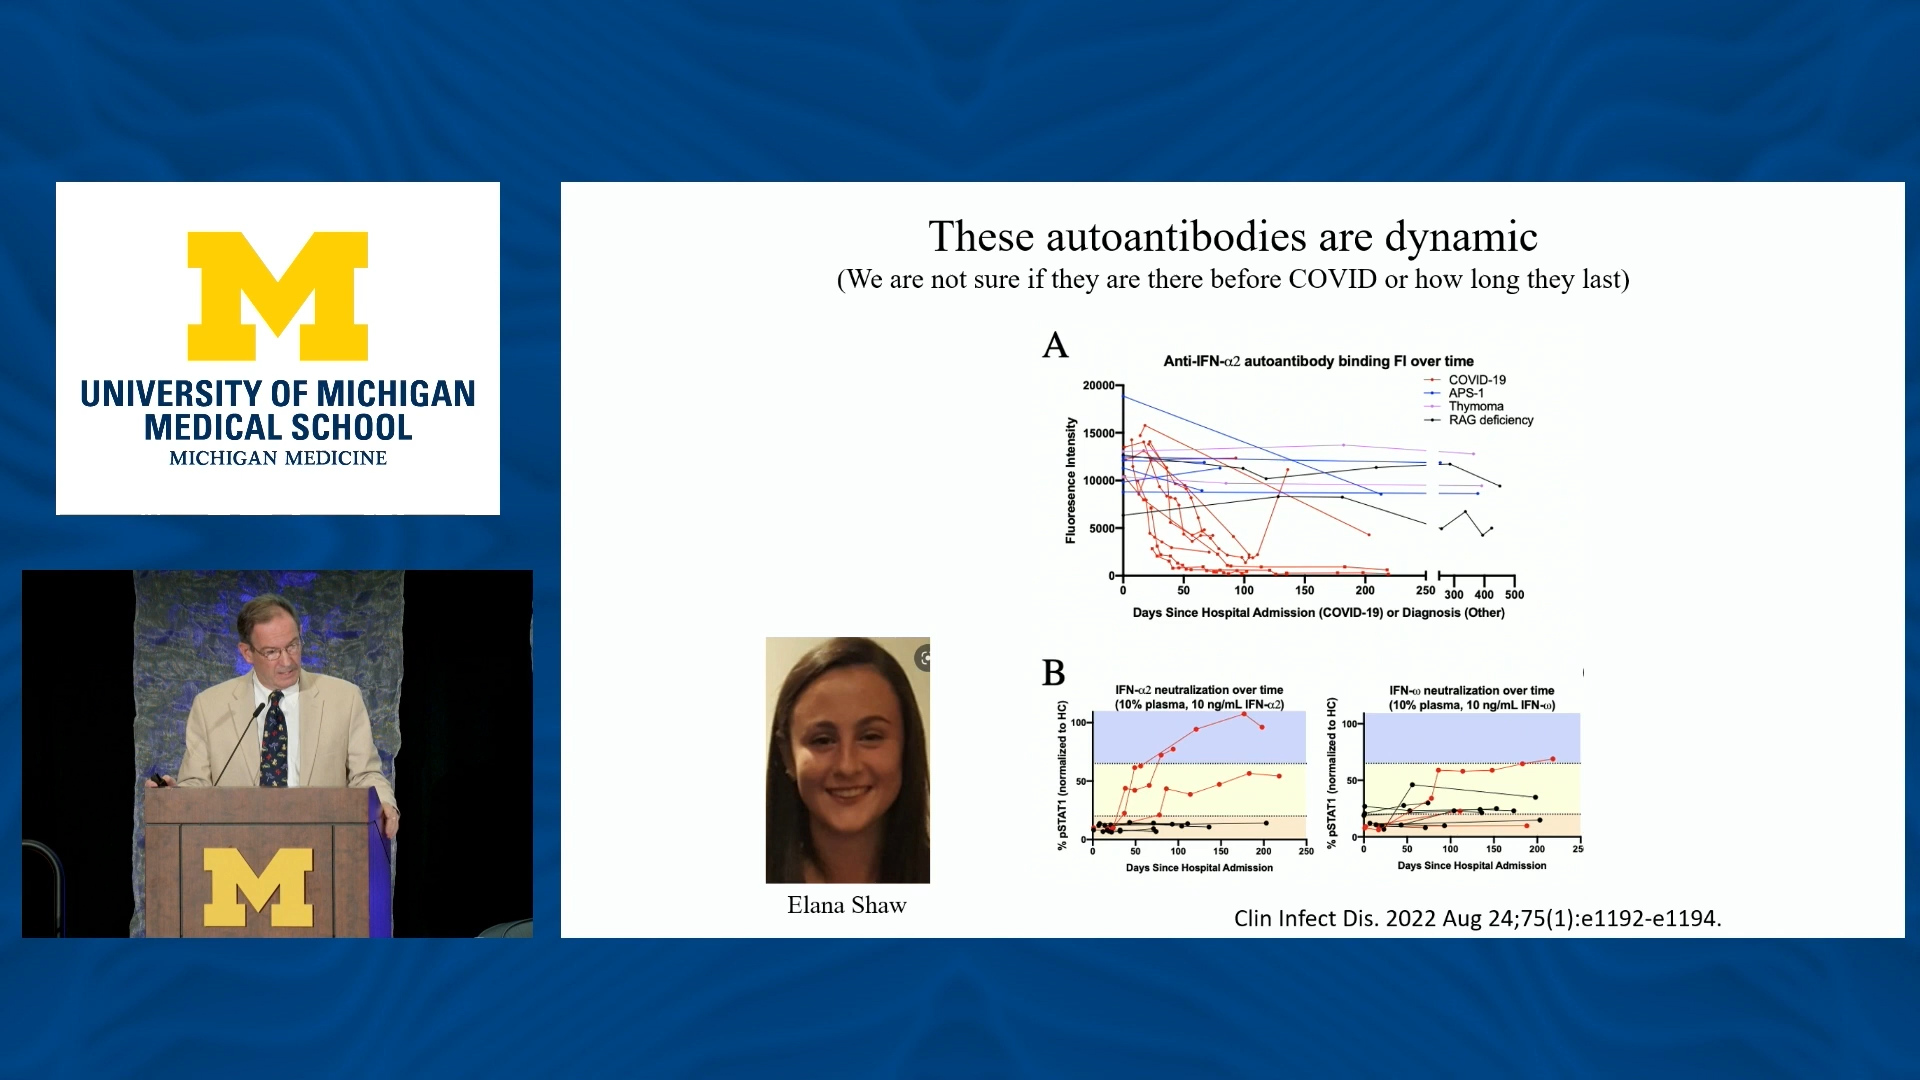 M
UNIVERSITY OF MICHIGAN
MEDICAL SCHOOL
MICHIGAN MEDICINE
M
These autoantibodies are dynamic
(We are not sure if they are there before COVID or how long they last)
A
Anti-IFN-α2 autoantibody binding FI over time
COVID-19
APS-1
Thymoma
RAG deficiency
Fluoresence Intensity
20000
15000
10000
5000
0
0 50 100 150 200 250 300 400 500
Days Since Hospital Admission (COVID-19) or Diagnosis (Other)
B
IFN-α2 neutralization over time
(10% plasma, 10 ng/mL IFN-α2)
% pSTAT1 (normalized to HC)
100
50
0
0 50 100 150 200 250
Days Since Hospital Admission
IFN-ω neutralization over time
(10% plasma, 10 ng/mL IFN-ω)
% pSTAT1 (normalized to HC)
100
50
0
0 50 100 150 200 25
Days Since Hospital Admission
Elana Shaw
Clin Infect Dis. 2022 Aug 24;75(1):e1192-e1194.